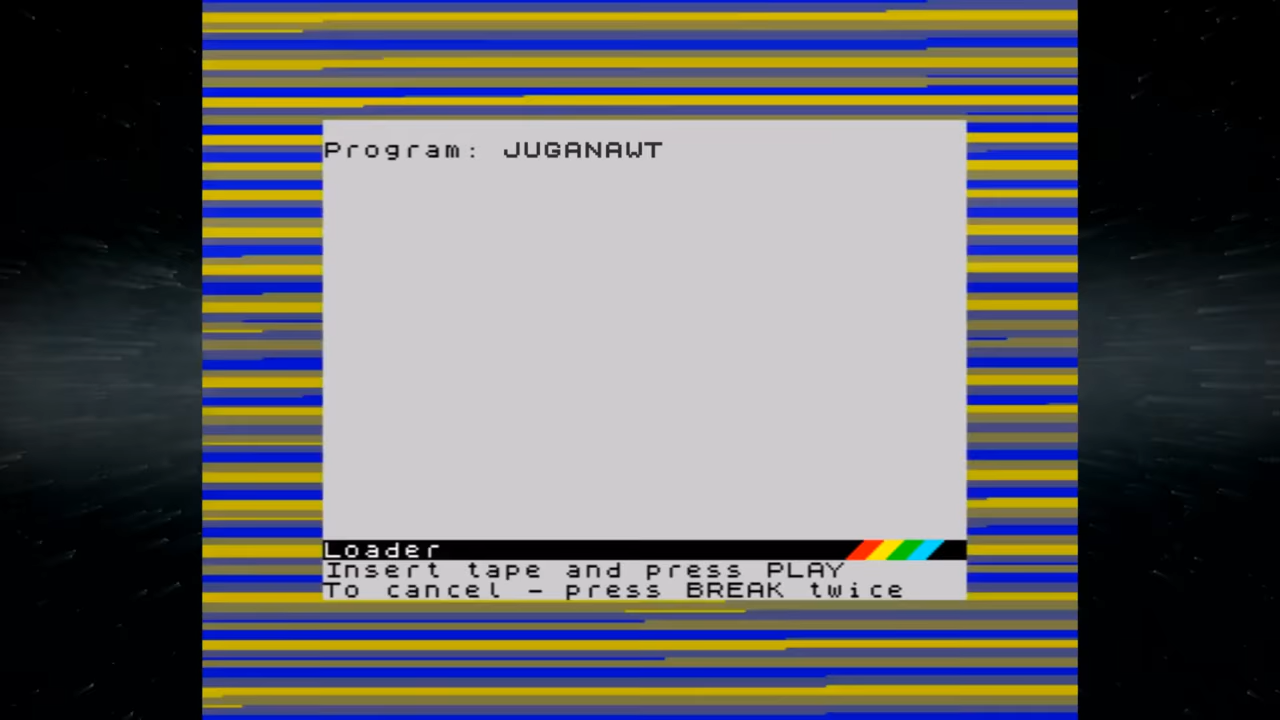 Program: JUGANAWT
Loader
Insert tape and press PLAY
To cancel - press BREAK twice